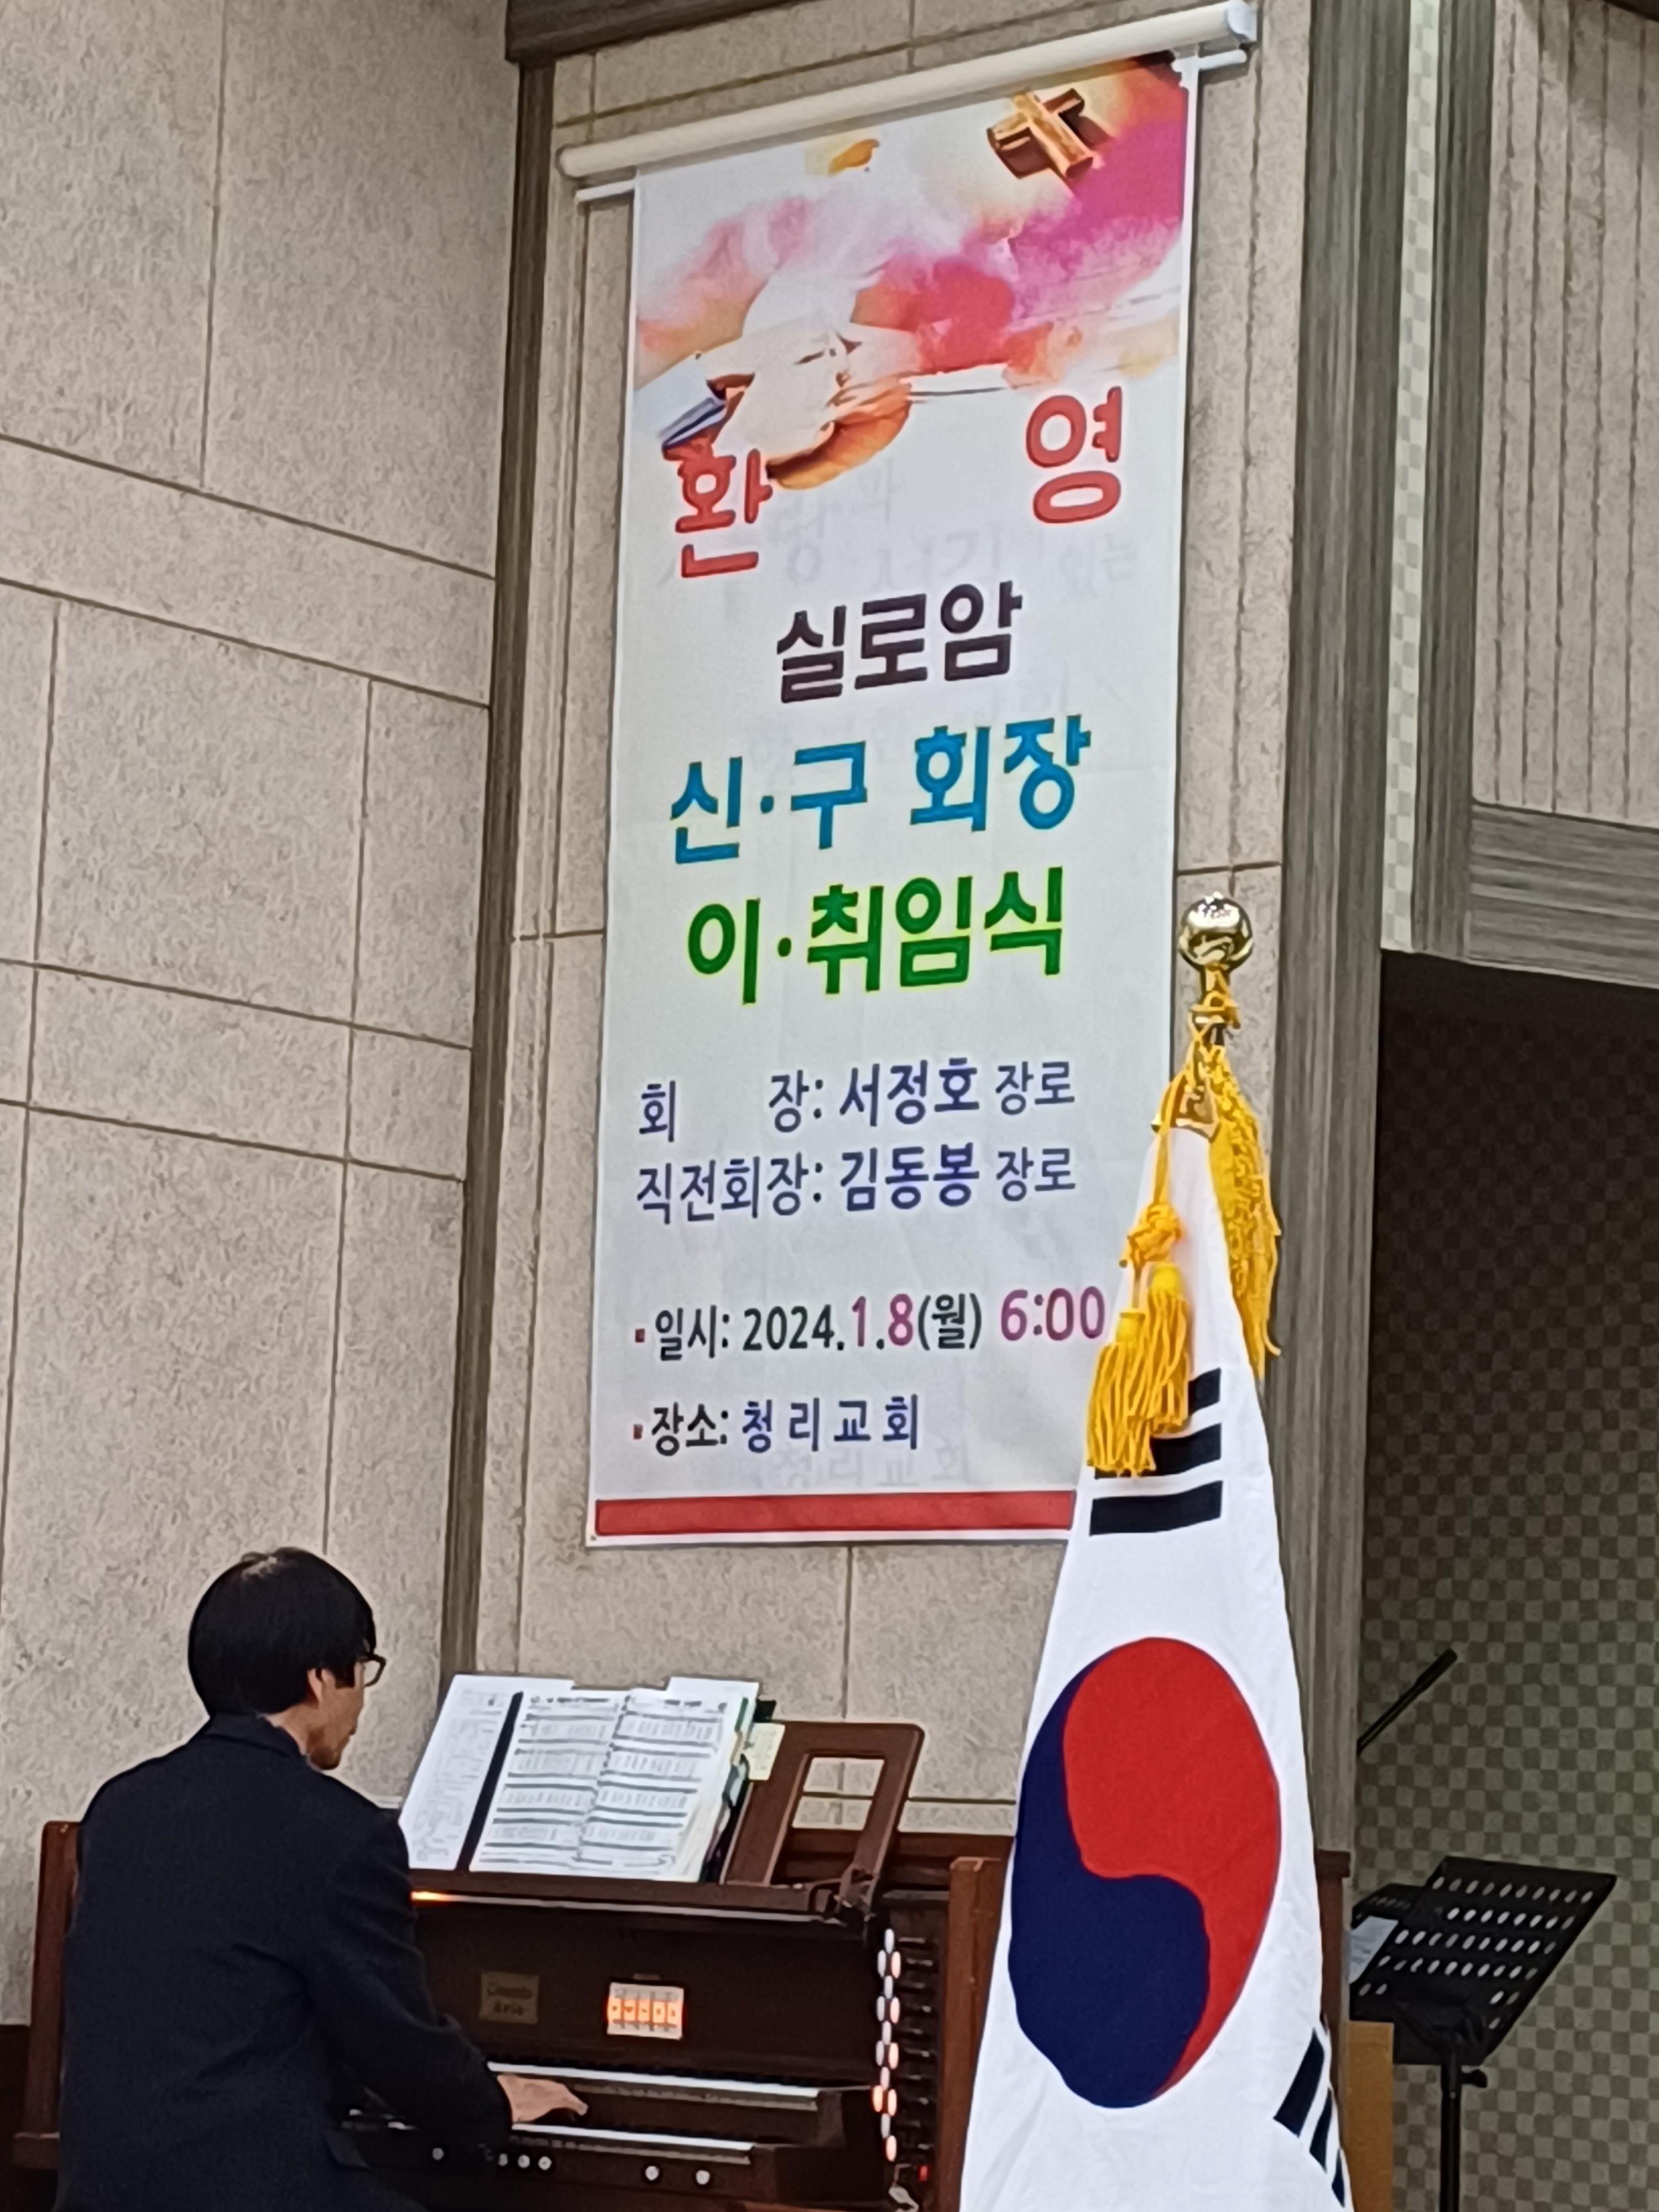 환 영
실로암
신·구 회장
이·취임식
회 장: 서정호 장로
직전회장: 김동봉 장로
일시: 2024.1.8(월) 6:00
장소: 청리교회